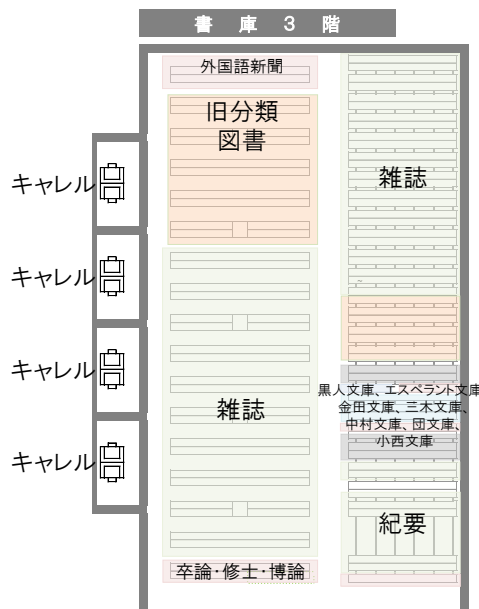 書 庫 3 階
外国語新聞
旧分類
図書
雑誌
キャレル
キャレル
キャレル
キャレル
黒人文庫、エスペラント文庫
金田文庫、三木文庫、
中村文庫、団文庫、
小西文庫
雑誌
紀要
卒論・修士・博論